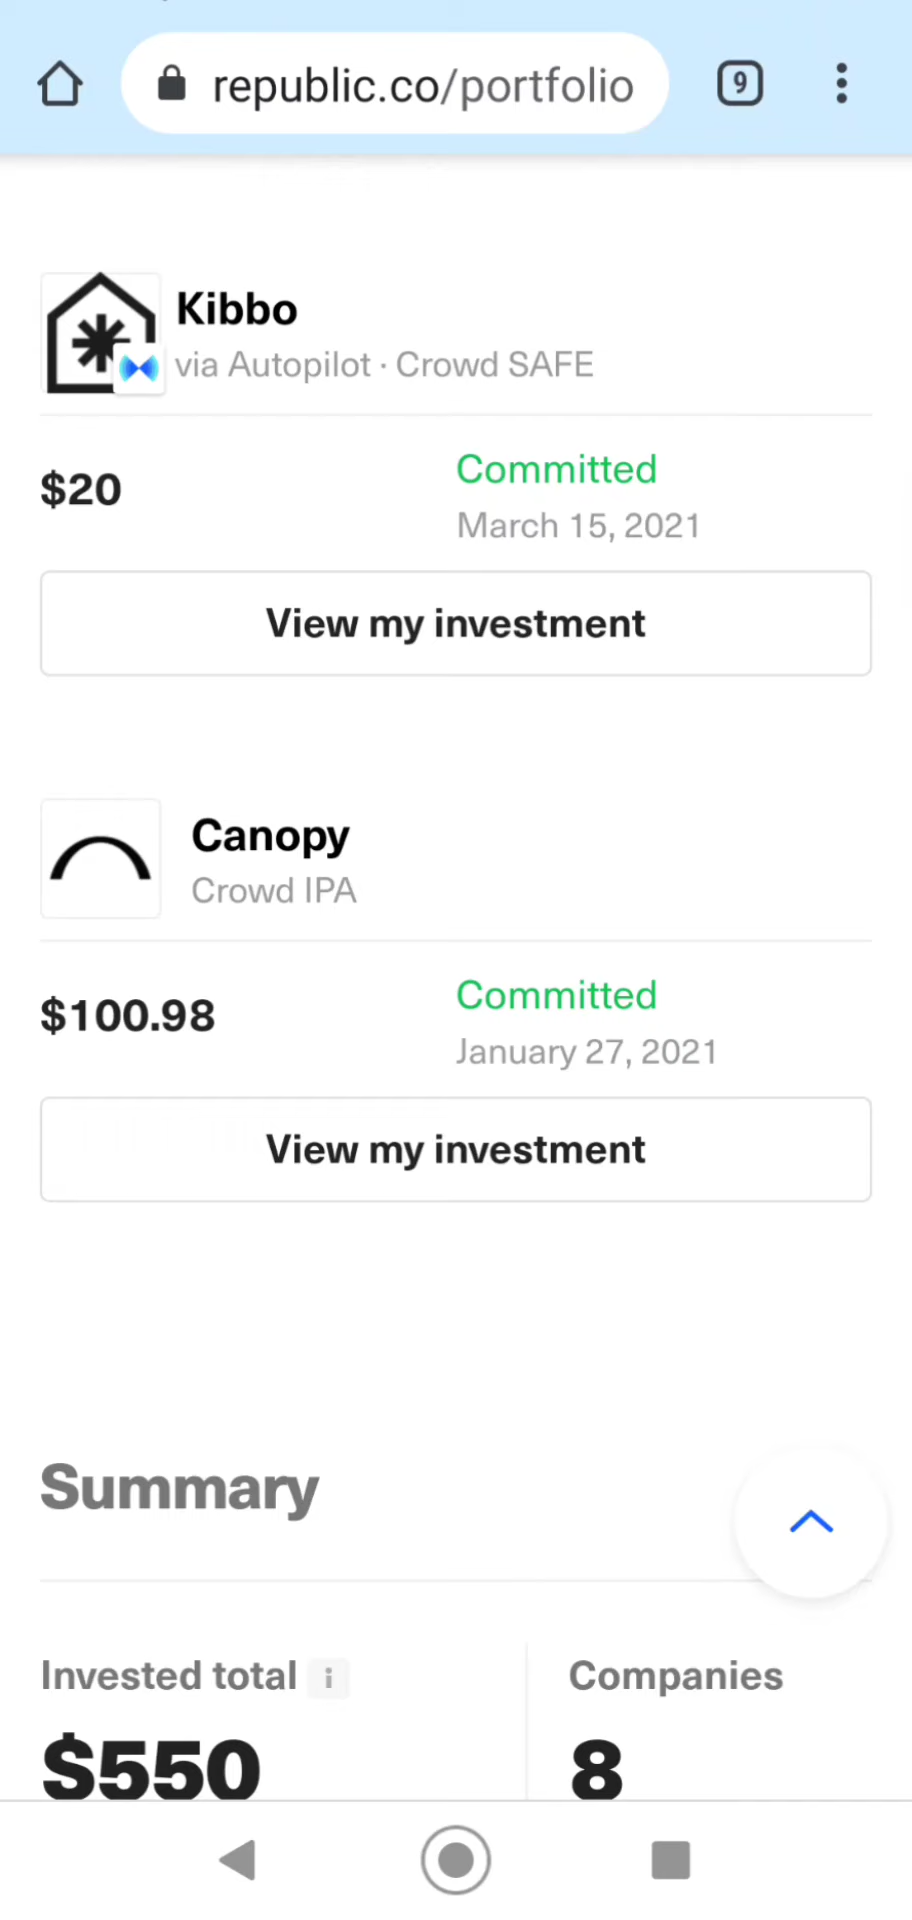 republic.co/portfolio
9
Kibbo
via Autopilot · Crowd SAFE
$20
Committed
March 15, 2021
View my investment
Canopy
Crowd IPA
$100.98
Committed
January 27, 2021
View my investment
Summary
Invested total i
Companies
$550
8